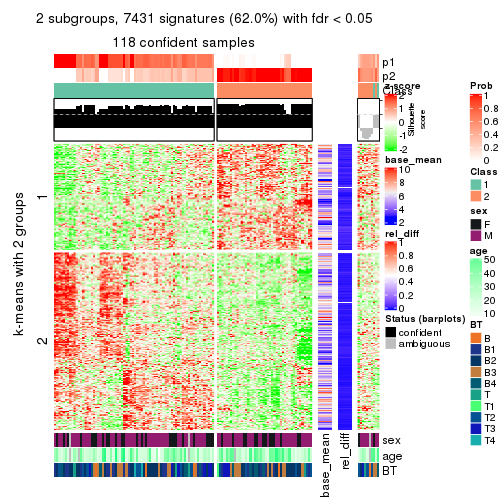 2 subgroups, 7431 signatures (62.0%) with fdr < 0.05
118 confident samples
p1
p2
Class
Silhouette
score
1
2
k-means with 2 groups
base_mean
rel_diff
sex
age
BT
z-score
2
1
0
-1
-2
base_mean
10
8
6
4
2
rel_diff
1
0.8
0.6
0.4
0.2
0
Status (barplots)
confident
ambiguous
Prob
1
0.8
0.6
0.4
0.2
0
Class
1
2
sex
F
M
age
50
40
30
20
10
BT
B
B1
B2
B3
B4
T
T1
T2
T3
T4